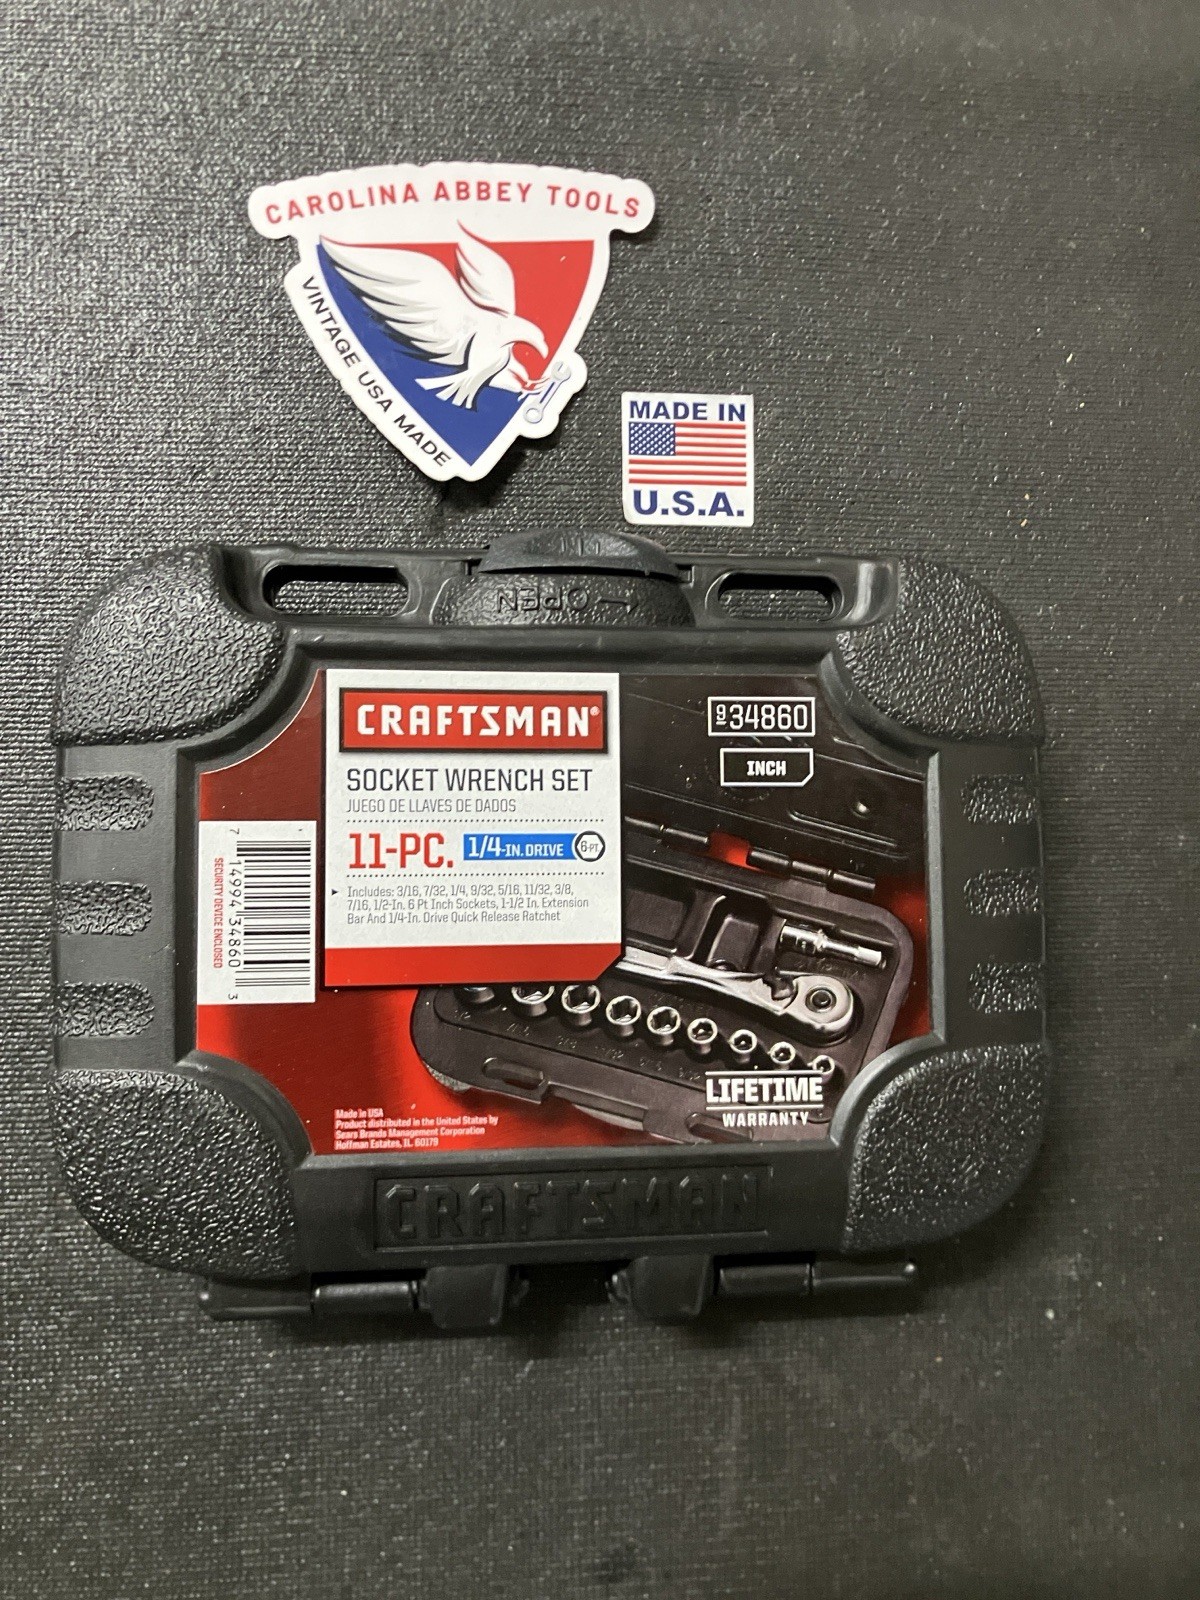 CAROLINA ABBEY TOOLS
VINTAGE USA MADE
MADE IN
U.S.A.
OPEN
CRAFTSMAN®
SOCKET WRENCH SET
JUEGO DE LLAVES DE DADOS
11-PC. 1/4-IN. DRIVE 6-PT
Includes: 3/16, 7/32, 1/4, 9/32, 5/16, 11/32, 3/8,
7/16, 1/2-In. 6 Pt Inch Sockets, 1-1/2 In. Extension
Bar And 1/4-In. Drive Quick Release Ratchet
934860
INCH
7 14994 34860 3
SECURITY DEVICE ENCLOSED
LIFETIME
WARRANTY
Made in USA
Product distributed in the United States by
Sears Brands Management Corporation
Hoffman Estates, IL 60179
CRAFTSMAN